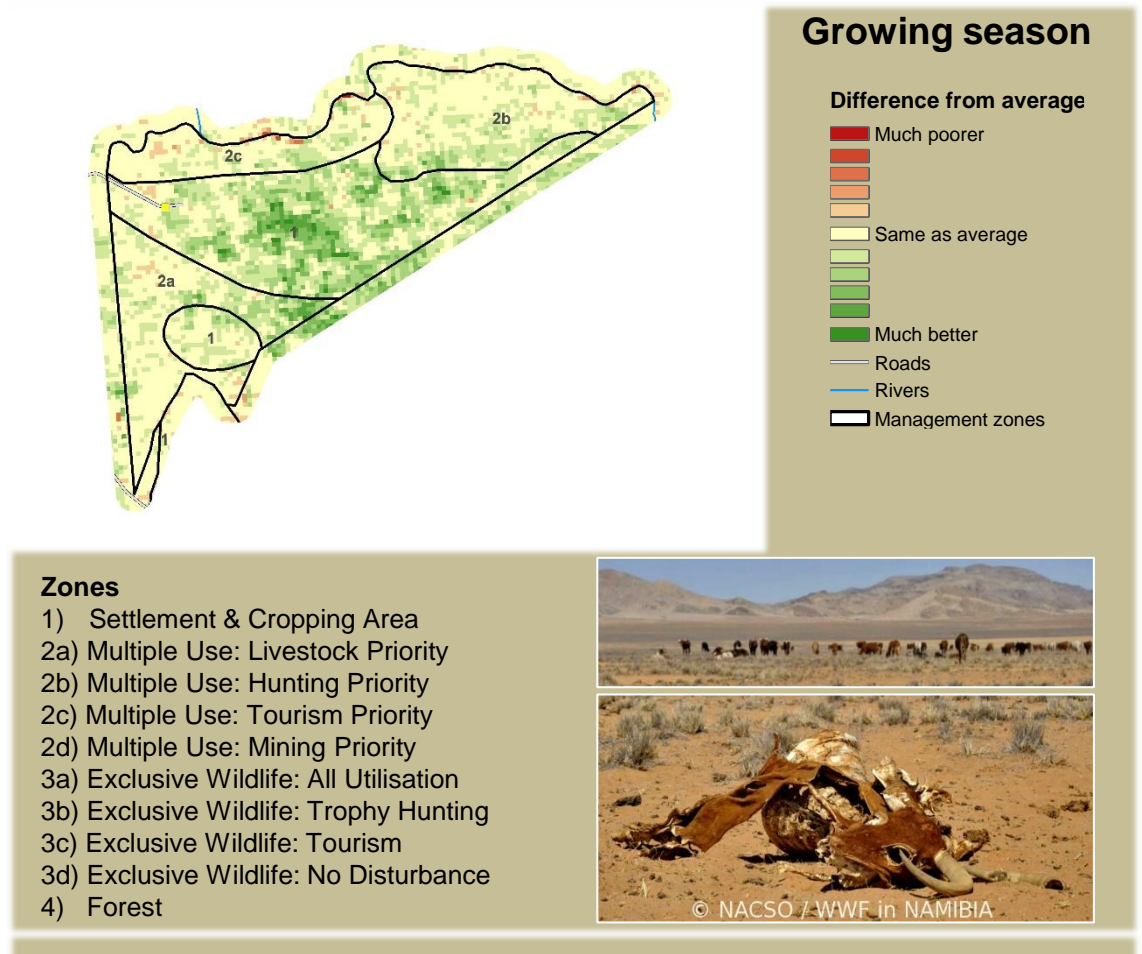 Growing season
Difference from average
Much poorer
Same as average
Much better
Roads
Rivers
Management zones
2b
2c
1
2a
1
1
Zones
1) Settlement & Cropping Area
2a) Multiple Use: Livestock Priority
2b) Multiple Use: Hunting Priority
2c) Multiple Use: Tourism Priority
2d) Multiple Use: Mining Priority
3a) Exclusive Wildlife: All Utilisation
3b) Exclusive Wildlife: Trophy Hunting
3c) Exclusive Wildlife: Tourism
3d) Exclusive Wildlife: No Disturbance
4) Forest
© NACSO / WWF in NAMIBIA